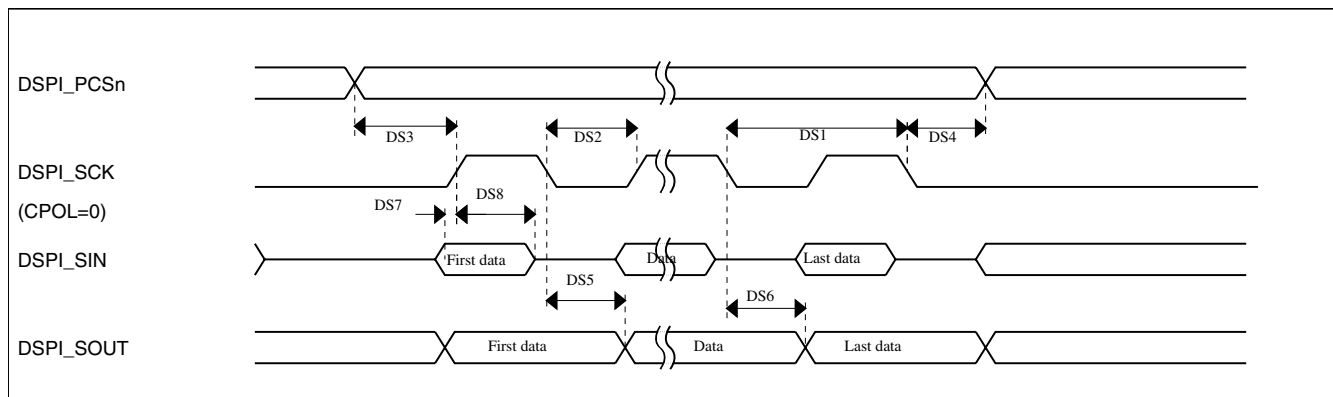 DSPI_PCSn
DS3
DS2
DS1
DS4
DSPI_SCK
(CPOL=0)
DS7
DS8
DSPI_SIN
First data
Data
Last data
DS5
DS6
DSPI_SOUT
First data
Data
Last data